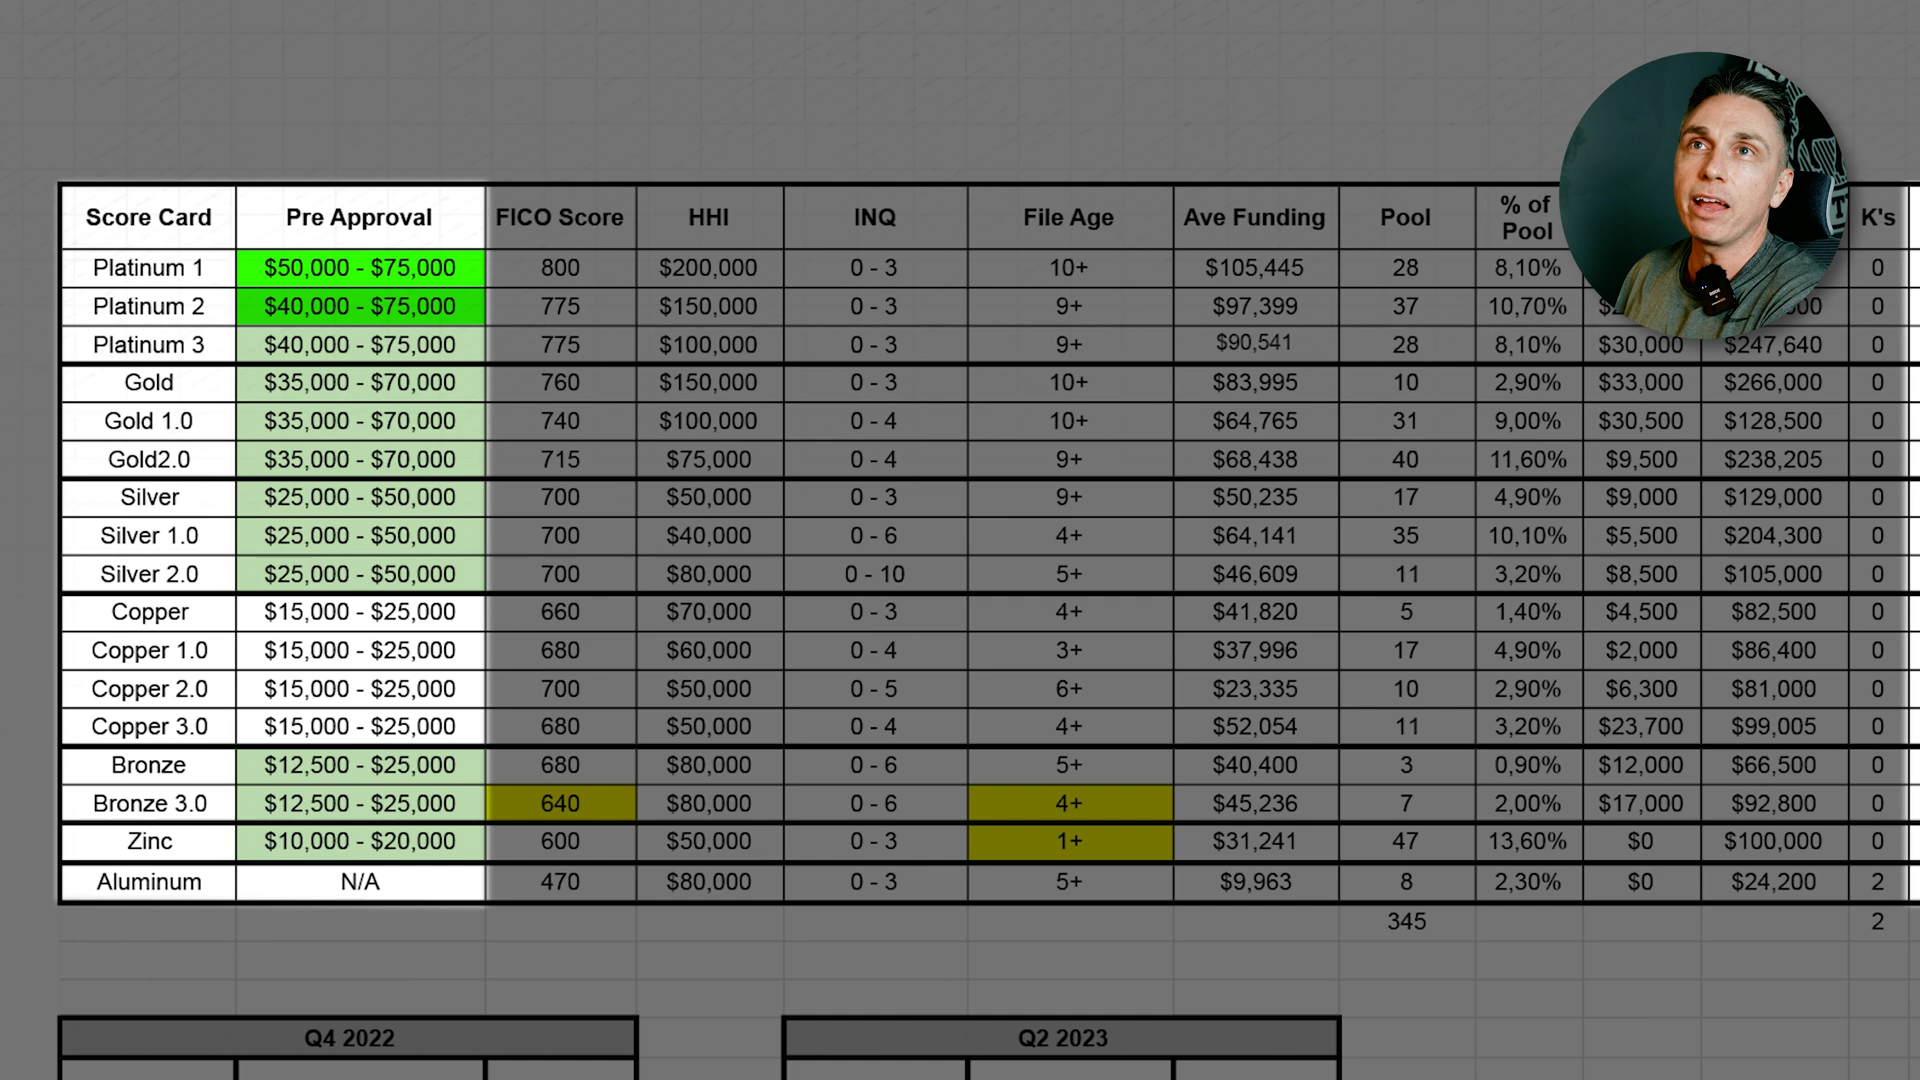 Score Card Pre Approval FICO Score HHI INQ File Age Ave Funding Pool % of Pool K's
Platinum 1 $50,000 - $75,000 800 $200,000 0 - 3 10+ $105,445 28 8,10% 0
Platinum 2 $40,000 - $75,000 775 $150,000 0 - 3 9+ $97,399 37 10,70% 0
Platinum 3 $40,000 - $75,000 775 $100,000 0 - 3 9+ $90,541 28 8,10% $30,000 $247,640 0
Gold $35,000 - $70,000 760 $150,000 0 - 3 10+ $83,995 10 2,90% $33,000 $266,000 0
Gold 1.0 $35,000 - $70,000 740 $100,000 0 - 4 10+ $64,765 31 9,00% $30,500 $128,500 0
Gold2.0 $35,000 - $70,000 715 $75,000 0 - 4 9+ $68,438 40 11,60% $9,500 $238,205 0
Silver $25,000 - $50,000 700 $50,000 0 - 3 9+ $50,235 17 4,90% $9,000 $129,000 0
Silver 1.0 $25,000 - $50,000 700 $40,000 0 - 6 4+ $64,141 35 10,10% $5,500 $204,300 0
Silver 2.0 $25,000 - $50,000 700 $80,000 0 - 10 5+ $46,609 11 3,20% $8,500 $105,000 0
Copper $15,000 - $25,000 660 $70,000 0 - 3 4+ $41,820 5 1,40% $4,500 $82,500 0
Copper 1.0 $15,000 - $25,000 680 $60,000 0 - 4 3+ $37,996 17 4,90% $2,000 $86,400 0
Copper 2.0 $15,000 - $25,000 700 $50,000 0 - 5 6+ $23,335 10 2,90% $6,300 $81,000 0
Copper 3.0 $15,000 - $25,000 680 $50,000 0 - 4 4+ $52,054 11 3,20% $23,700 $99,005 0
Bronze $12,500 - $25,000 680 $80,000 0 - 6 5+ $40,400 3 0,90% $12,000 $66,500 0
Bronze 3.0 $12,500 - $25,000 640 $80,000 0 - 6 4+ $45,236 7 2,00% $17,000 $92,800 0
Zinc $10,000 - $20,000 600 $50,000 0 - 3 1+ $31,241 47 13,60% $0 $100,000 0
Aluminum N/A 470 $80,000 0 - 3 5+ $9,963 8 2,30% $0 $24,200 2
345 2
Q4 2022 Q2 2023